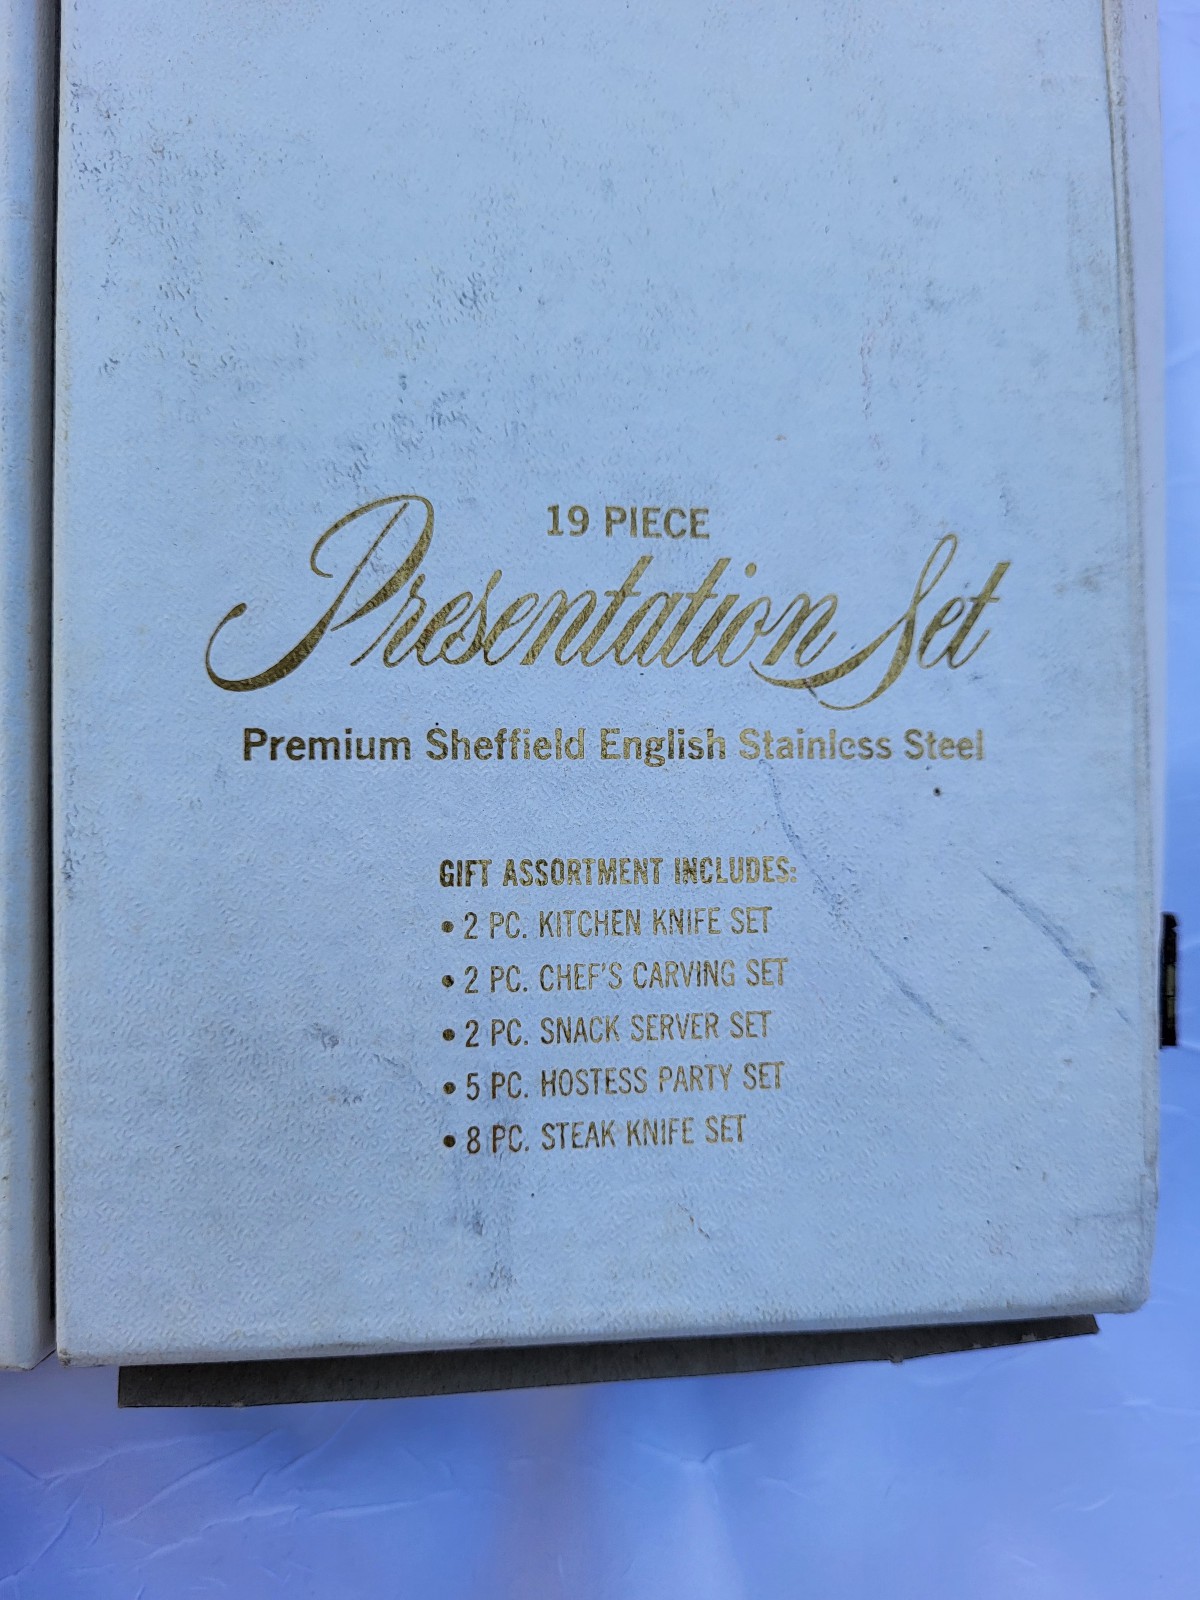 19 PIECE
Presentation Set
Premium Sheffield English Stainless Steel
GIFT ASSORTMENT INCLUDES:
• 2 PC. KITCHEN KNIFE SET
• 2 PC. CHEF'S CARVING SET
• 2 PC. SNACK SERVER SET
• 5 PC. HOSTESS PARTY SET
• 8 PC. STEAK KNIFE SET